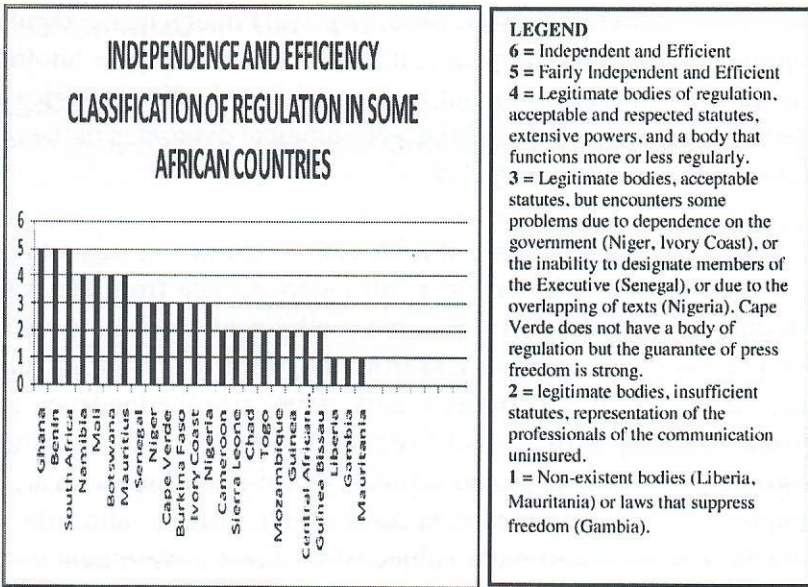 INDEPENDENCE AND EFFICIENCY
CLASSIFICATION OF REGULATION IN SOME
AFRICAN COUNTRIES
6
5
4
3
2
1
0
Ghana
Benin
South Africa
Namibia
Mali
Botswana
Mauritius
Senegal
Niger
Cape Verde
Burkina Faso
Ivory Coast
Nigeria
Cameroon
Sierra Leone
Chad
Togo
Mozambique
Guinea
Central African...
Guinea Bissau
Liberia
Gambia
Mauritania
LEGEND
6 = Independent and Efficient
5 = Fairly Independent and Efficient
4 = Legitimate bodies of regulation,
acceptable and respected statutes,
extensive powers, and a body that
functions more or less regularly.
3 = Legitimate bodies, acceptable
statutes, but encounters some
problems due to dependence on the
government (Niger, Ivory Coast), or
the inability to designate members of
the Executive (Senegal), or due to the
overlapping of texts (Nigeria). Cape
Verde does not have a body of
regulation but the guarantee of press
freedom is strong.
2 = legitimate bodies, insufficient
statutes, representation of the
professionals of the communication
uninsured.
1 = Non-existent bodies (Liberia,
Mauritania) or laws that suppress
freedom (Gambia).